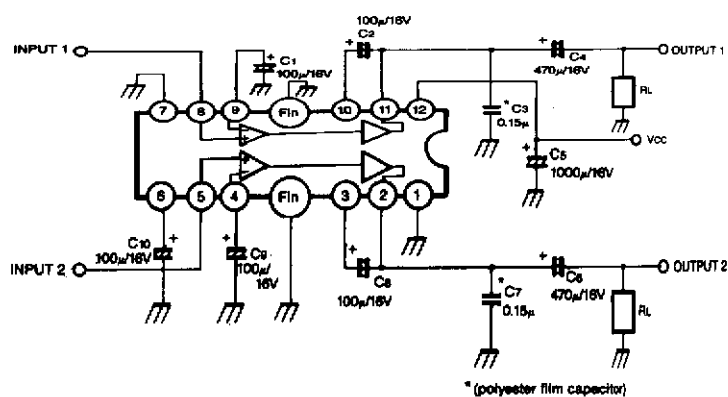 100μ/16V
C2
INPUT 1
C1
100μ/16V
C4
470μ/16V
OUTPUT 1
RL
7
8
9
Fin
10
11
12
* C3
0.15μ
Vcc
C5
1000μ/16V
6
5
4
Fin
3
2
1
C10
100μ/16V
C9
100μ/
16V
INPUT 2
C8
100μ/16V
* C7
0.15μ
C6
470μ/16V
OUTPUT 2
RL
* (polyester film capacitor)